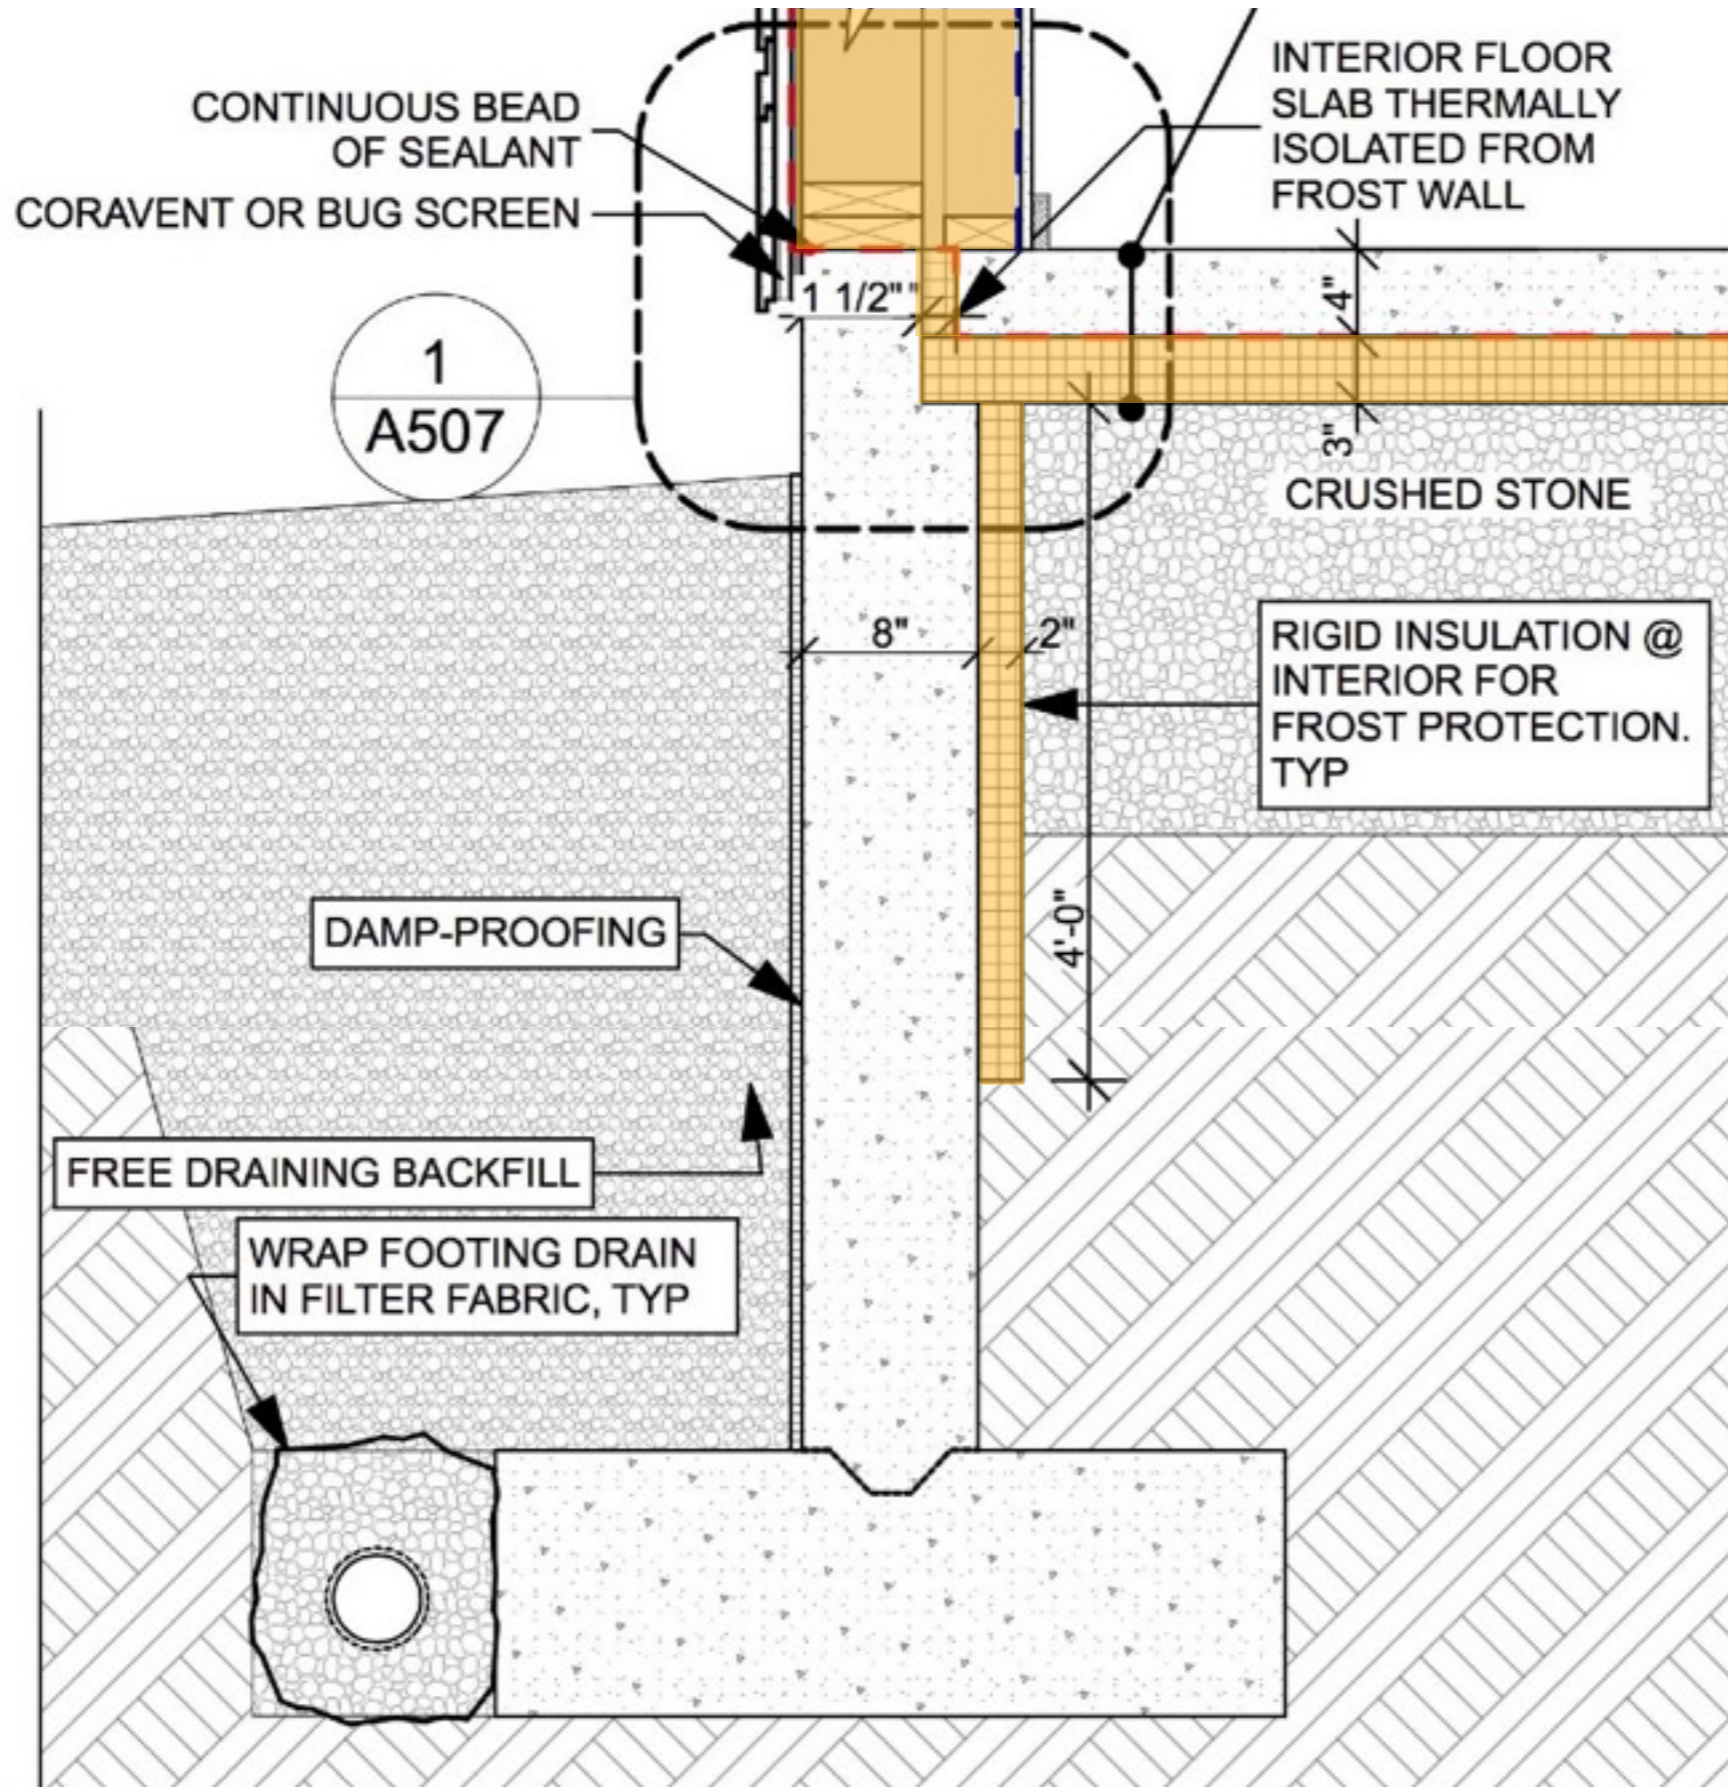 CONTINUOUS BEAD
OF SEALANT
CORAVENT OR BUG SCREEN
INTERIOR FLOOR
SLAB THERMALLY
ISOLATED FROM
FROST WALL
1 1/2" "
4"
3"
1
A507
CRUSHED STONE
8"
2"
RIGID INSULATION @
INTERIOR FOR
FROST PROTECTION.
TYP
4'-0"
DAMP-PROOFING
FREE DRAINING BACKFILL
WRAP FOOTING DRAIN
IN FILTER FABRIC, TYP